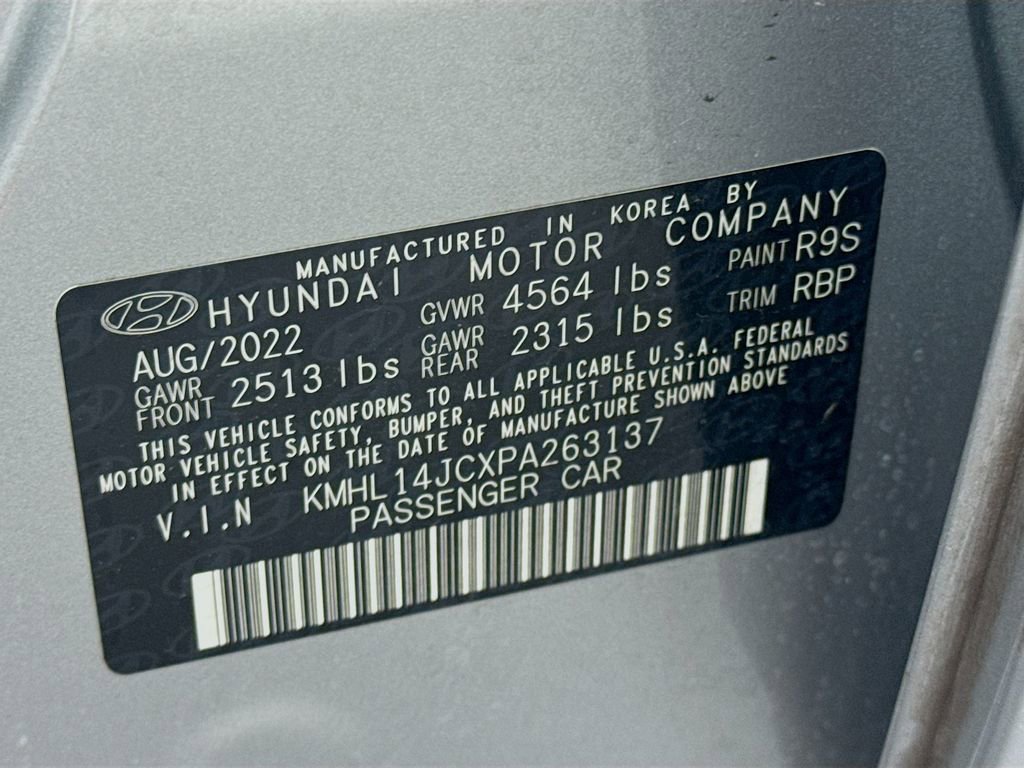 MANUFACTURED IN KOREA BY
HYUNDAI MOTOR COMPANY
AUG/2022 GVWR 4564 lbs PAINT R9S
GAWR FRONT 2513 lbs GAWR REAR 2315 lbs TRIM RBP
THIS VEHICLE CONFORMS TO ALL APPLICABLE U.S.A. FEDERAL
MOTOR VEHICLE SAFETY, BUMPER, AND THEFT PREVENTION STANDARDS
IN EFFECT ON THE DATE OF MANUFACTURE SHOWN ABOVE
V.I.N KMHL14JCXPA263137
PASSENGER CAR